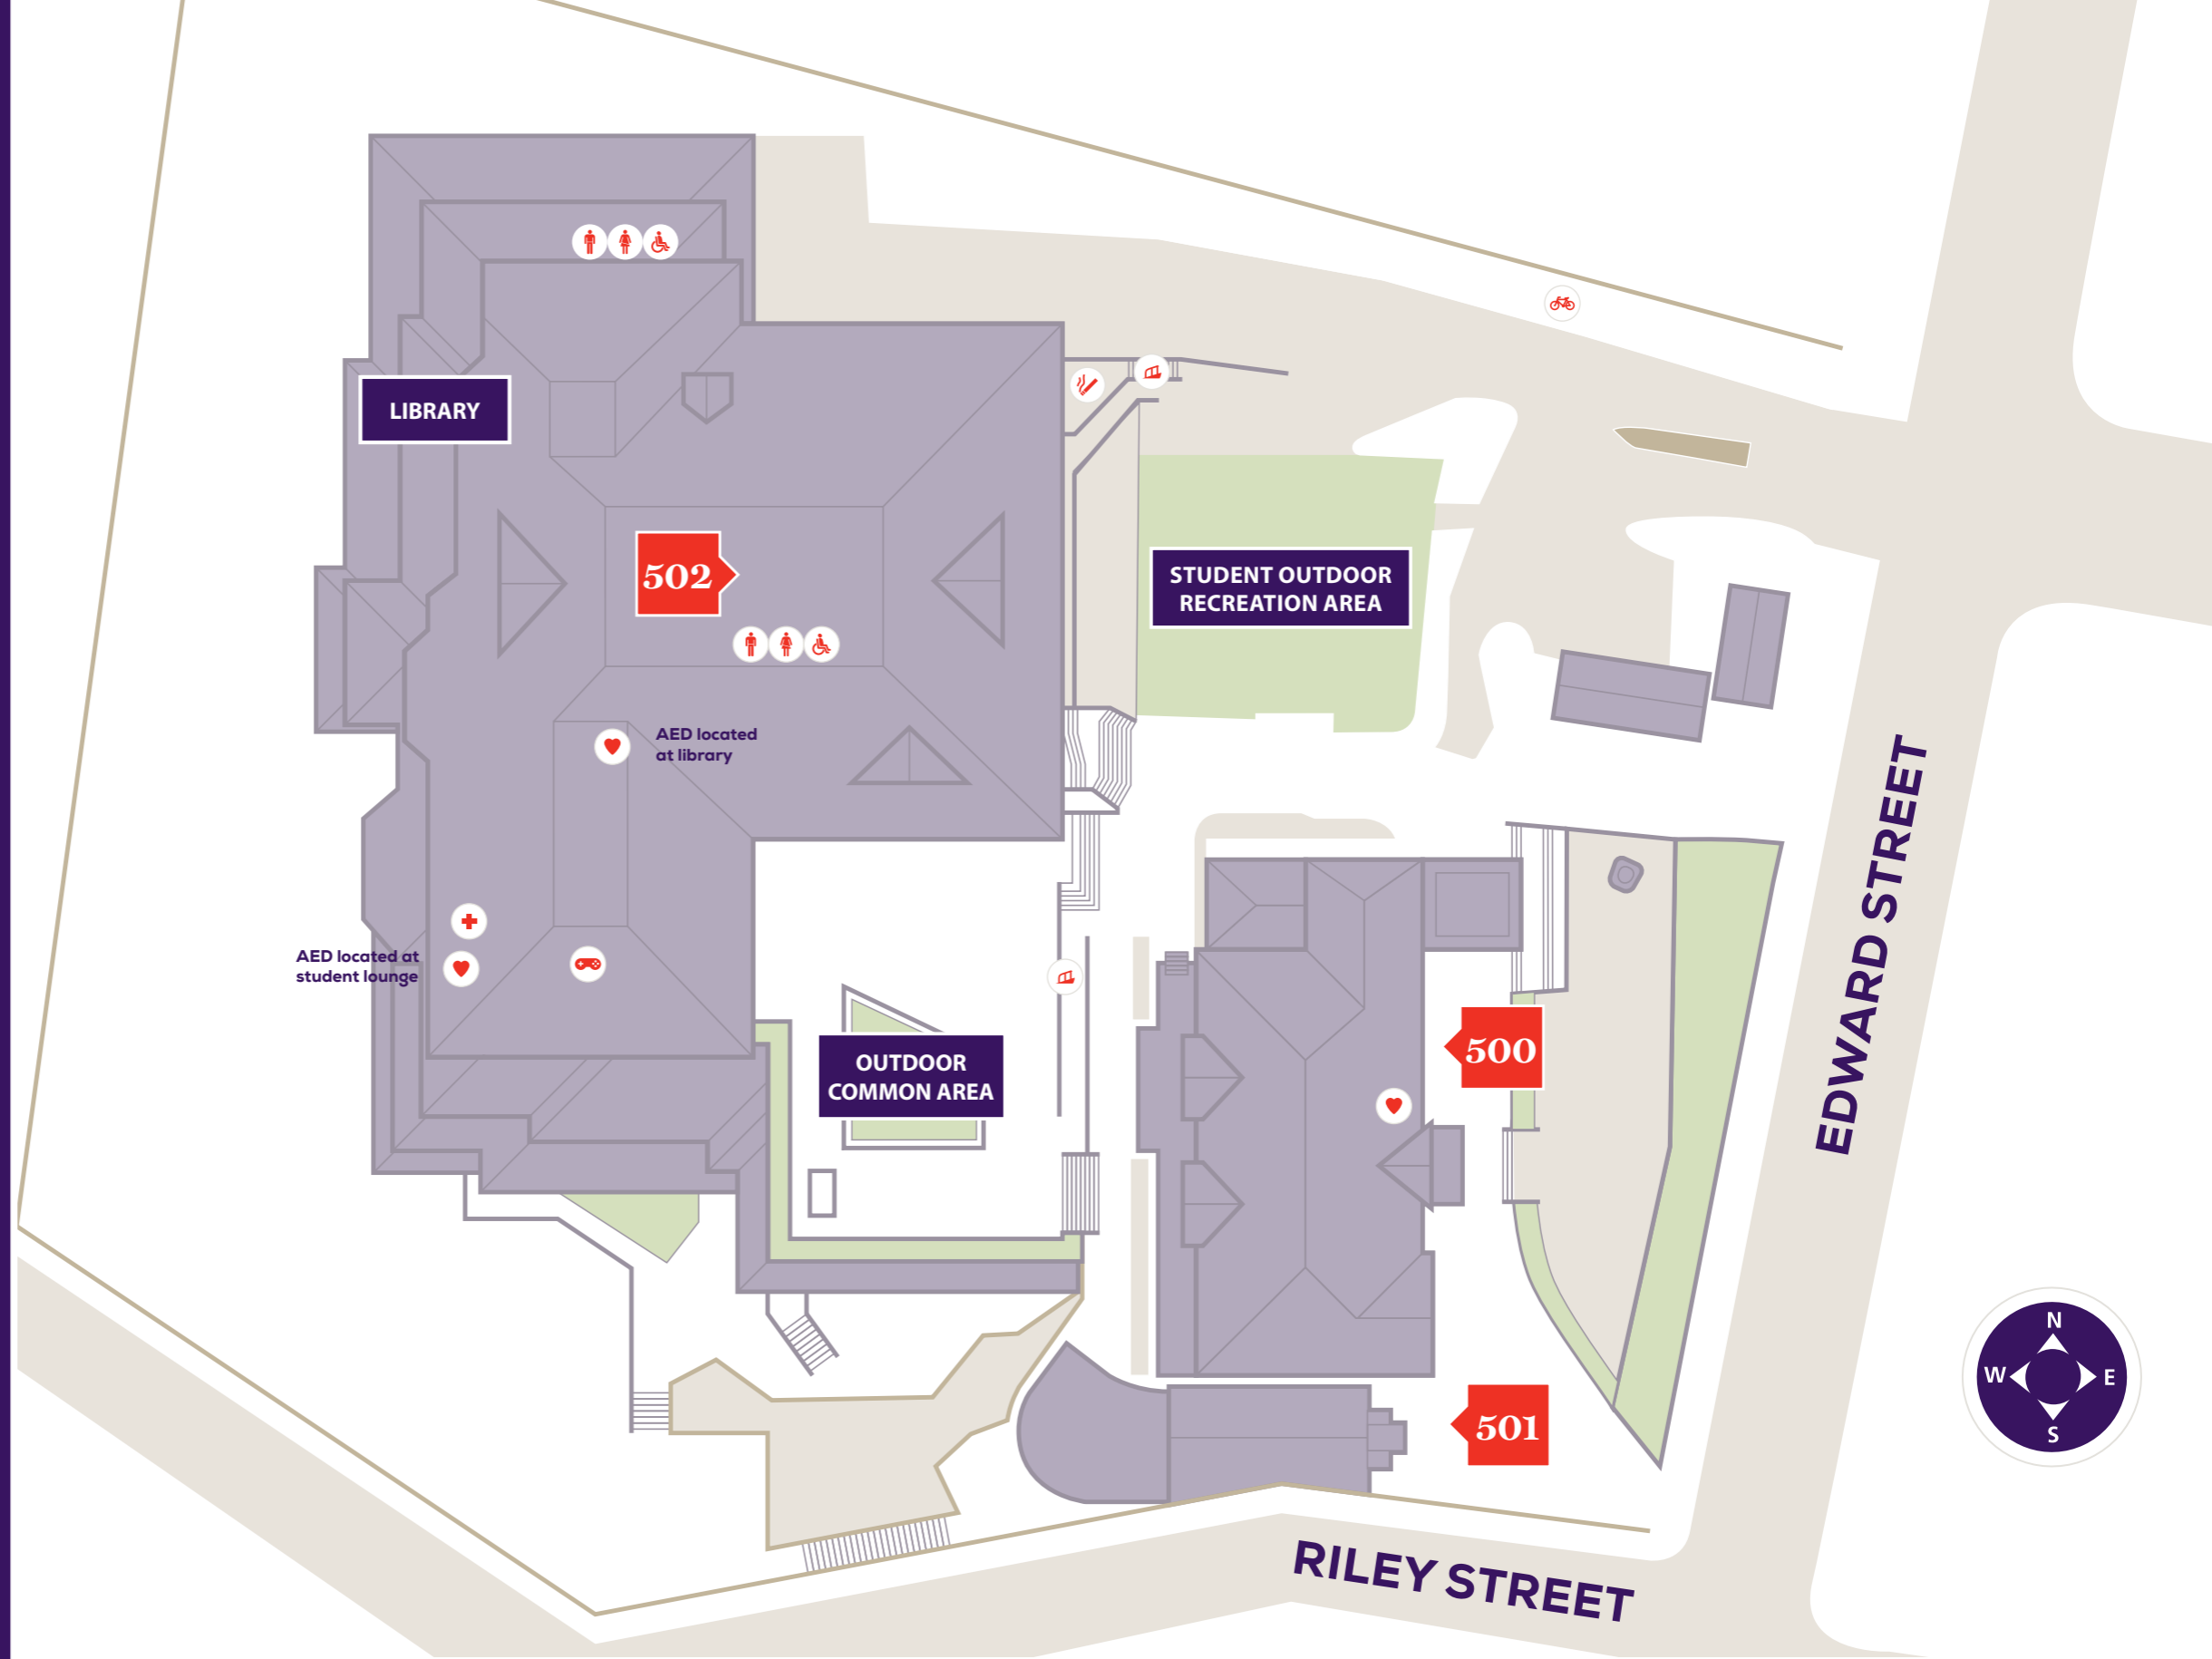 LIBRARY
502
STUDENT OUTDOOR
RECREATION AREA
AED located
at library
AED located at
student lounge
OUTDOOR
COMMON AREA
500
501
EDWARD STREET
RILEY STREET
N
W
E
S